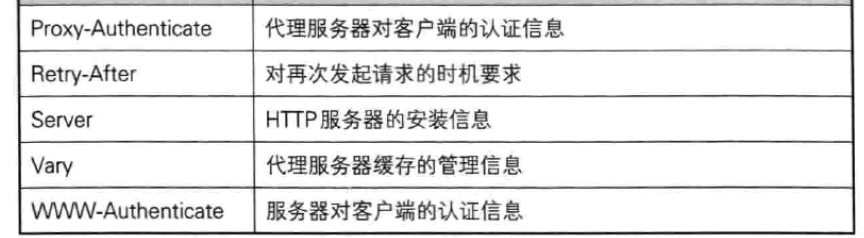 Proxy-Authenticate 代理服务器对客户端的认证信息
Retry-After 对再次发起请求的时机要求
Server HTTP服务器的安装信息
Vary 代理服务器缓存的管理信息
WWW-Authenticate 服务器对客户端的认证信息